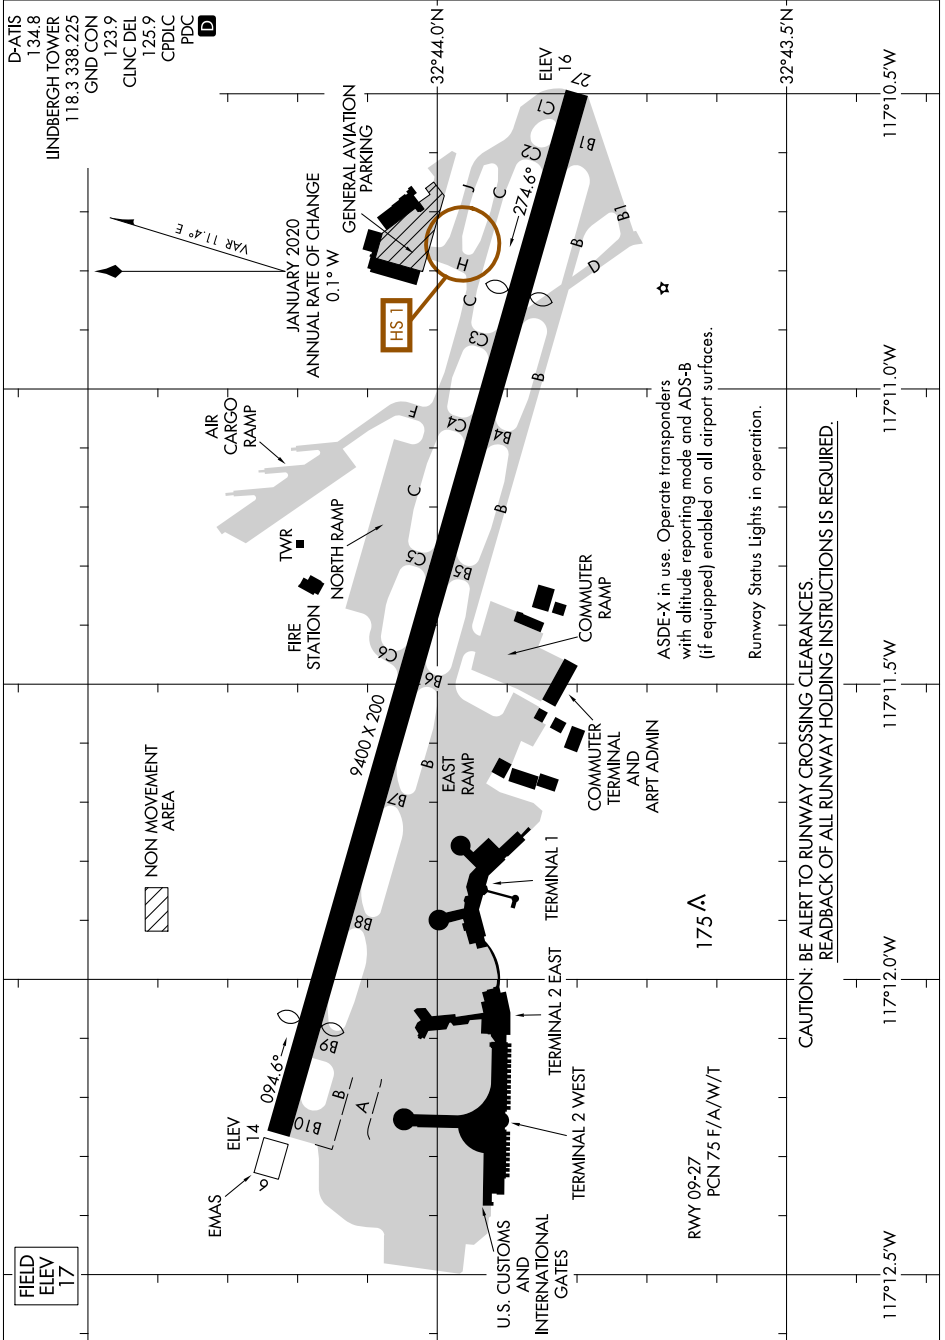 D-ATIS
134.8
LINDBERGH TOWER
118.3 338.225
GND CON
123.9
CLNC DEL
125.9
CPDLC
PDC
D
FIELD
ELEV
17
VAR 11.4° E
JANUARY 2020
ANNUAL RATE OF CHANGE
0.1° W
GENERAL AVIATION
PARKING
HS 1
AIR
CARGO
RAMP
TWR
FIRE
STATION
NORTH RAMP
NON MOVEMENT
AREA
EMAS
ELEV
14
9
094.6°
9400 X 200
274.6°
ELEV
16
27
C1
C2
C
J
H
C
C3
F
C4
C
C5
C6
B1
B1
B
D
B
B4
B
B5
B6
B
B7
B8
B9
B10
B
A
EAST
RAMP
COMMUTER
RAMP
COMMUTER
TERMINAL
AND
ARPT ADMIN
TERMINAL 1
TERMINAL 2 EAST
TERMINAL 2 WEST
U.S. CUSTOMS
AND
INTERNATIONAL
GATES
175
RWY 09-27
PCN 75 F/A/W/T
ASDE-X in use. Operate transponders
with altitude reporting mode and ADS-B
(if equipped) enabled on all airport surfaces.
Runway Status Lights in operation.
CAUTION: BE ALERT TO RUNWAY CROSSING CLEARANCES.
READBACK OF ALL RUNWAY HOLDING INSTRUCTIONS IS REQUIRED.
32°44.0'N
32°43.5'N
117°12.5'W
117°12.0'W
117°11.5'W
117°11.0'W
117°10.5'W